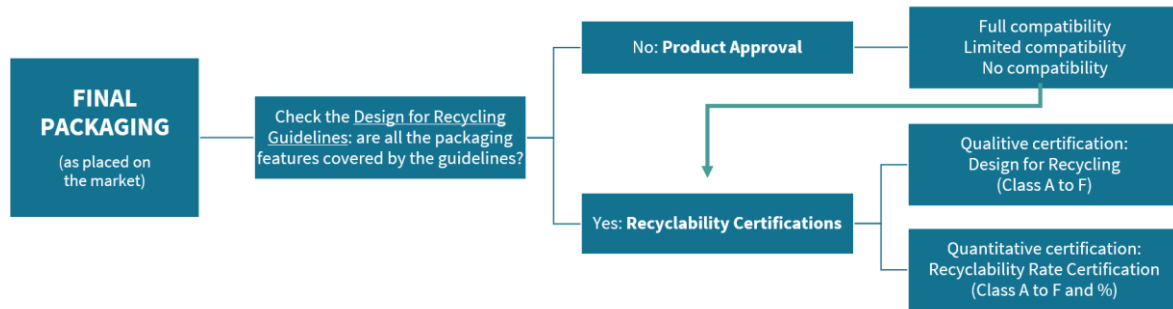 FINAL
PACKAGING
(as placed on
the market)
Check the Design for Recycling
Guidelines: are all the packaging
features covered by the guidelines?
No: Product Approval
Full compatibility
Limited compatibility
No compatibility
Yes: Recyclability Certifications
Qualitive certification:
Design for Recycling
(Class A to F)
Quantitative certification:
Recyclability Rate Certification
(Class A to F and %)